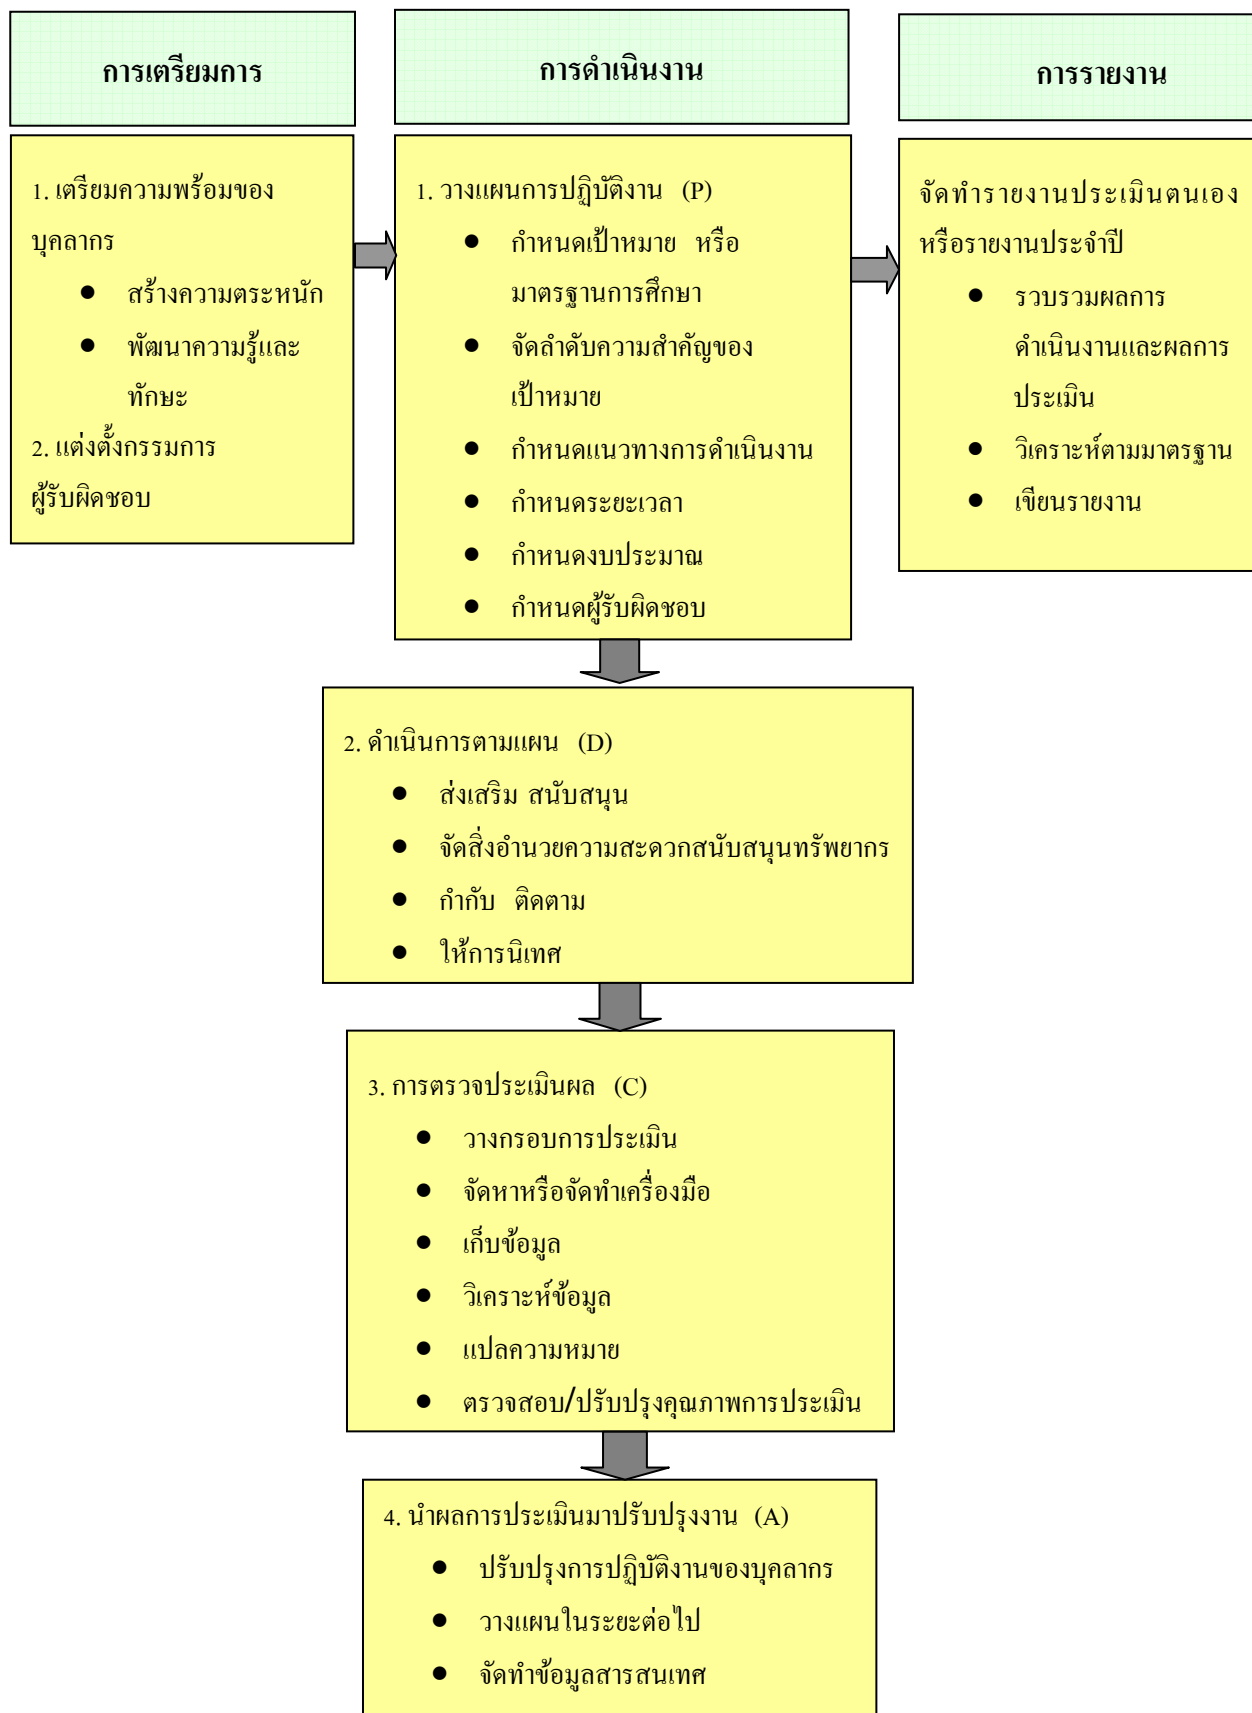 การเตรียมการ
การดำเนินงาน
การรายงาน
1. เตรียมความพร้อมของ
บุคลากร
● สร้างความตระหนัก
● พัฒนาความรู้และ
ทักษะ
2. แต่งตั้งกรรมการ
ผู้รับผิดชอบ
1. วางแผนการปฏิบัติงาน (P)
● กำหนดเป้าหมาย หรือ
มาตรฐานการศึกษา
● จัดลำดับความสำคัญของ
เป้าหมาย
● กำหนดแนวทางการดำเนินงาน
● กำหนดระยะเวลา
● กำหนดงบประมาณ
● กำหนดผู้รับผิดชอบ
จัดทำรายงานประเมินตนเอง
หรือรายงานประจำปี
● รวบรวมผลการ
ดำเนินงานและผลการ
ประเมิน
● วิเคราะห์ตามมาตรฐาน
● เขียนรายงาน
2. ดำเนินการตามแผน (D)
● ส่งเสริม สนับสนุน
● จัดสิ่งอำนวยความสะดวกสนับสนุนทรัพยากร
● กำกับ ติดตาม
● ให้การนิเทศ
3. การตรวจประเมินผล (C)
● วางกรอบการประเมิน
● จัดหาหรือจัดทำเครื่องมือ
● เก็บข้อมูล
● วิเคราะห์ข้อมูล
● แปลความหมาย
● ตรวจสอบ/ปรับปรุงคุณภาพการประเมิน
4. นำผลการประเมินมาปรับปรุงงาน (A)
● ปรับปรุงการปฏิบัติงานของบุคลากร
● วางแผนในระยะต่อไป
● จัดทำข้อมูลสารสนเทศ